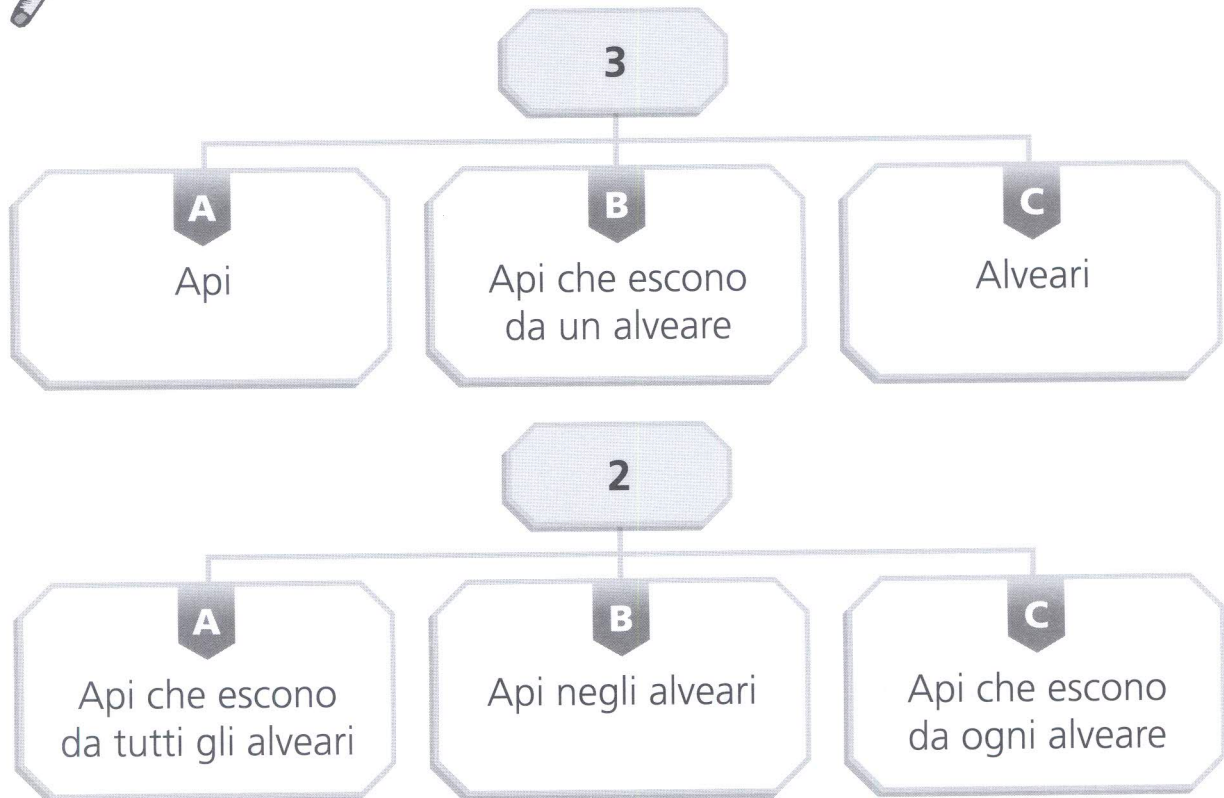 3
A
B
C
Api
Api che escono
da un alveare
Alveari
2
A
B
C
Api che escono
da tutti gli alveari
Api negli alveari
Api che escono
da ogni alveare